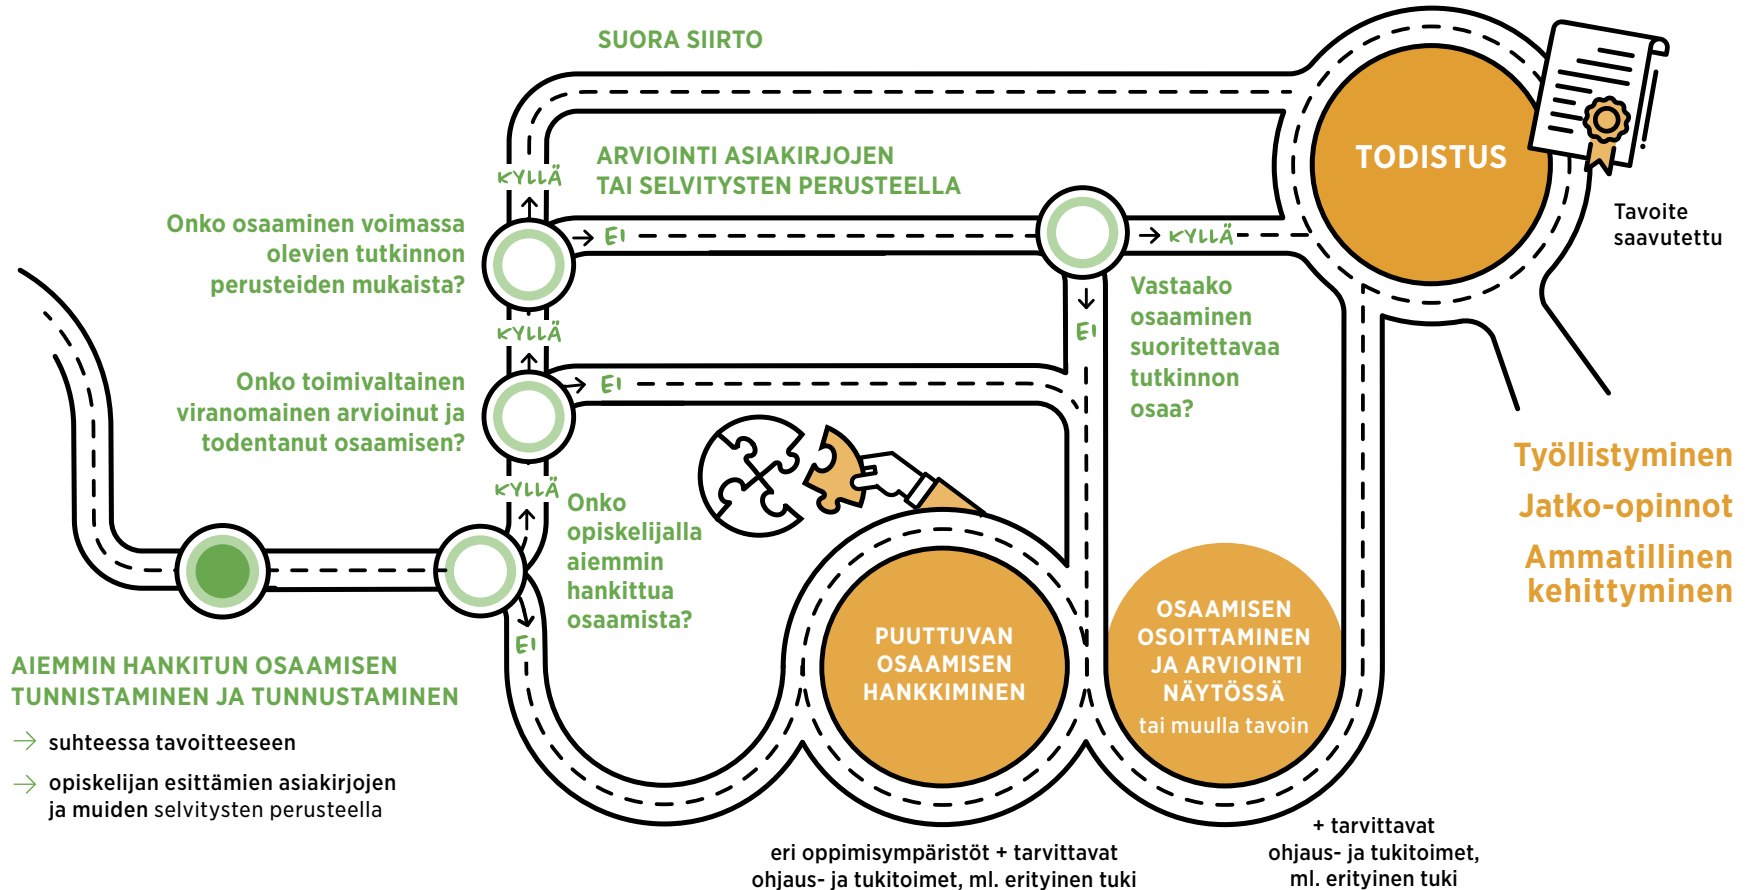 SUORA SIIRTO
KYLLÄ
ARVIOINTI ASIAKIRJOJEN
TAI SELVITYSTEN PERUSTEELLA
TODISTUS
Tavoite
saavutettu
Onko osaaminen voimassa
olevien tutkinnon
perusteiden mukaista?
EI
KYLLÄ
Vastaako
osaaminen
suoritettavaa
tutkinnon
osaa?
EI
KYLLÄ
Onko toimivaltainen
viranomainen arvioinut ja
todentanut osaamisen?
EI
KYLLÄ
Onko
opiskelijalla
aiemmin
hankittua
osaamista?
EI
Työllistyminen
Jatko-opinnot
Ammatillinen
kehittyminen
AIEMMIN HANKITUN OSAAMISEN
TUNNISTAMINEN JA TUNNUSTAMINEN
→ suhteessa tavoitteeseen
→ opiskelijan esittämien asiakirjojen
ja muiden selvitysten perusteella
PUUTTUVAN
OSAAMISEN
HANKKIMINEN
OSAAMISEN
OSOITTAMINEN
JA ARVIOINTI
NÄYTÖSSÄ
tai muulla tavoin
eri oppimisympäristöt + tarvittavat
ohjaus- ja tukitoimet, ml. erityinen tuki
+ tarvittavat
ohjaus- ja tukitoimet,
ml. erityinen tuki